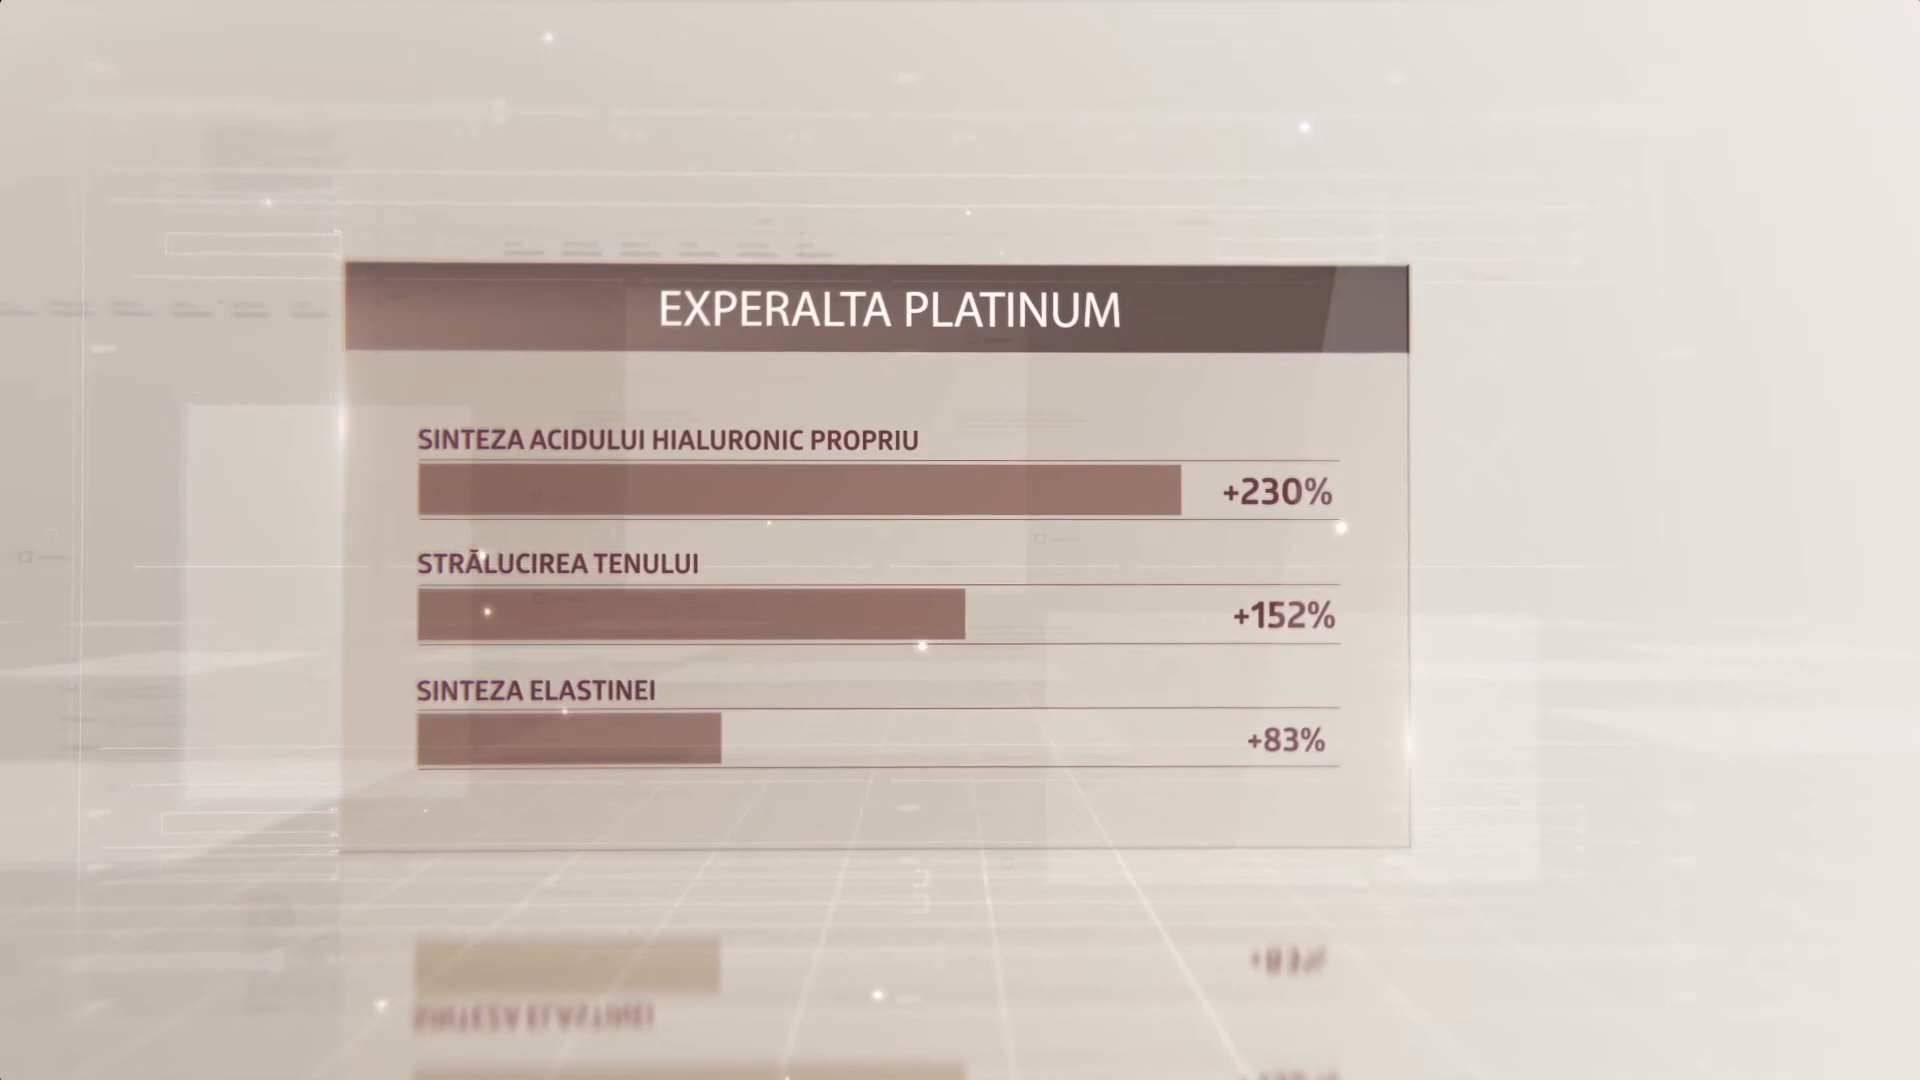 EXPERALTA PLATINUM
SINTEZA ACIDULUI HIALURONIC PROPRIU
+230%
STRĂLUCIREA TENULUI
+152%
SINTEZA ELASTINEI
+83%